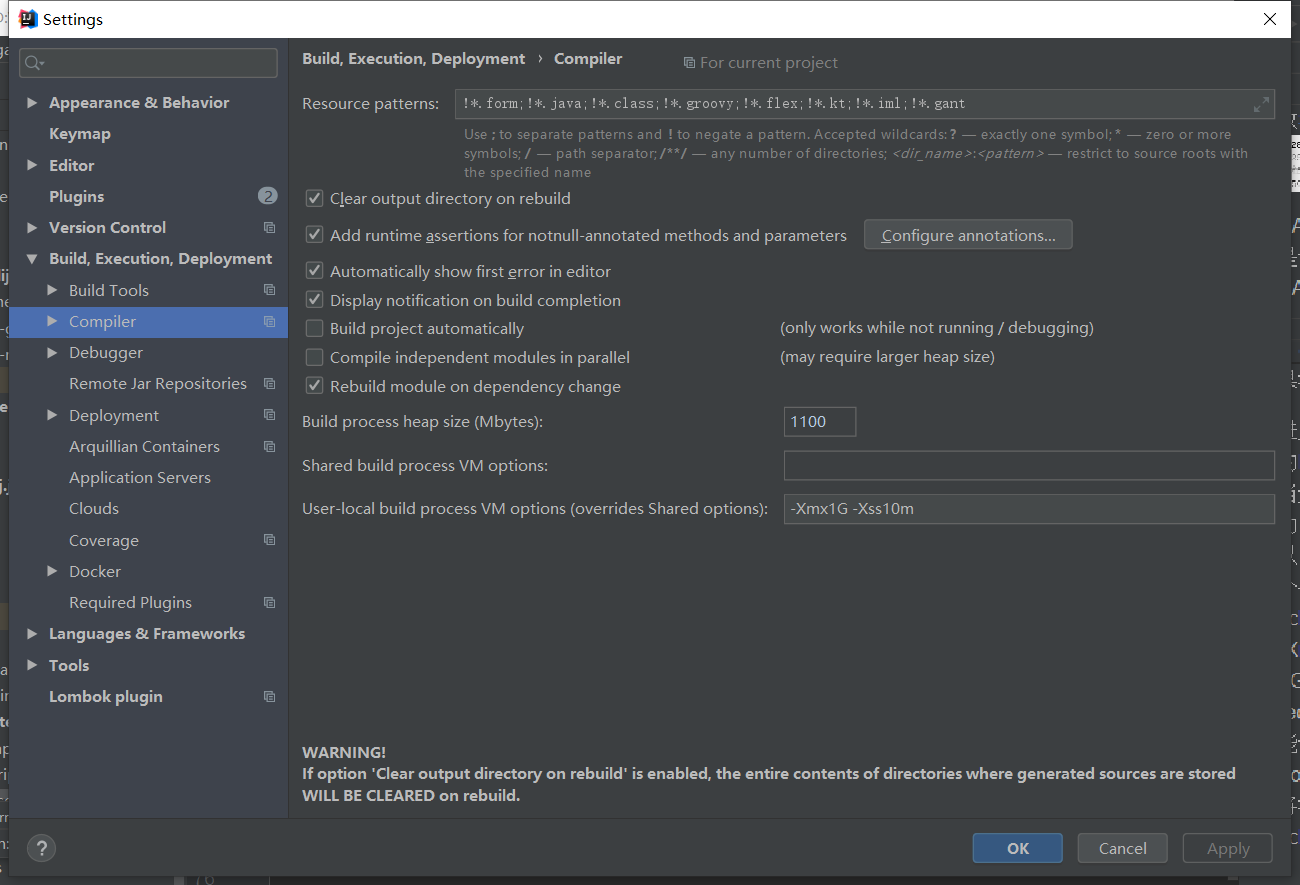 Settings
Appearance & Behavior
Keymap
Editor
Plugins
2
Version Control
Build, Execution, Deployment
Build Tools
Compiler
Debugger
Remote Jar Repositories
Deployment
Arquillian Containers
Application Servers
Clouds
Coverage
Docker
Required Plugins
Languages & Frameworks
Tools
Lombok plugin
Build, Execution, Deployment › Compiler
For current project
Resource patterns: !*.form;!*.java;!*.class;!*.groovy;!*.flex;!*.kt;!*.iml;!*.gant
Use ; to separate patterns and ! to negate a pattern. Accepted wildcards: ? — exactly one symbol; * — zero or more
symbols; / — path separator; /**/ — any number of directories; <dir_name>:<pattern> — restrict to source roots with
the specified name
Clear output directory on rebuild
Add runtime assertions for notnull-annotated methods and parameters Configure annotations...
Automatically show first error in editor
Display notification on build completion
Build project automatically (only works while not running / debugging)
Compile independent modules in parallel (may require larger heap size)
Rebuild module on dependency change
Build process heap size (Mbytes): 1100
Shared build process VM options:
User-local build process VM options (overrides Shared options): -Xmx1G -Xss10m
WARNING!
If option 'Clear output directory on rebuild' is enabled, the entire contents of directories where generated sources are stored
WILL BE CLEARED on rebuild.
? OK Cancel Apply